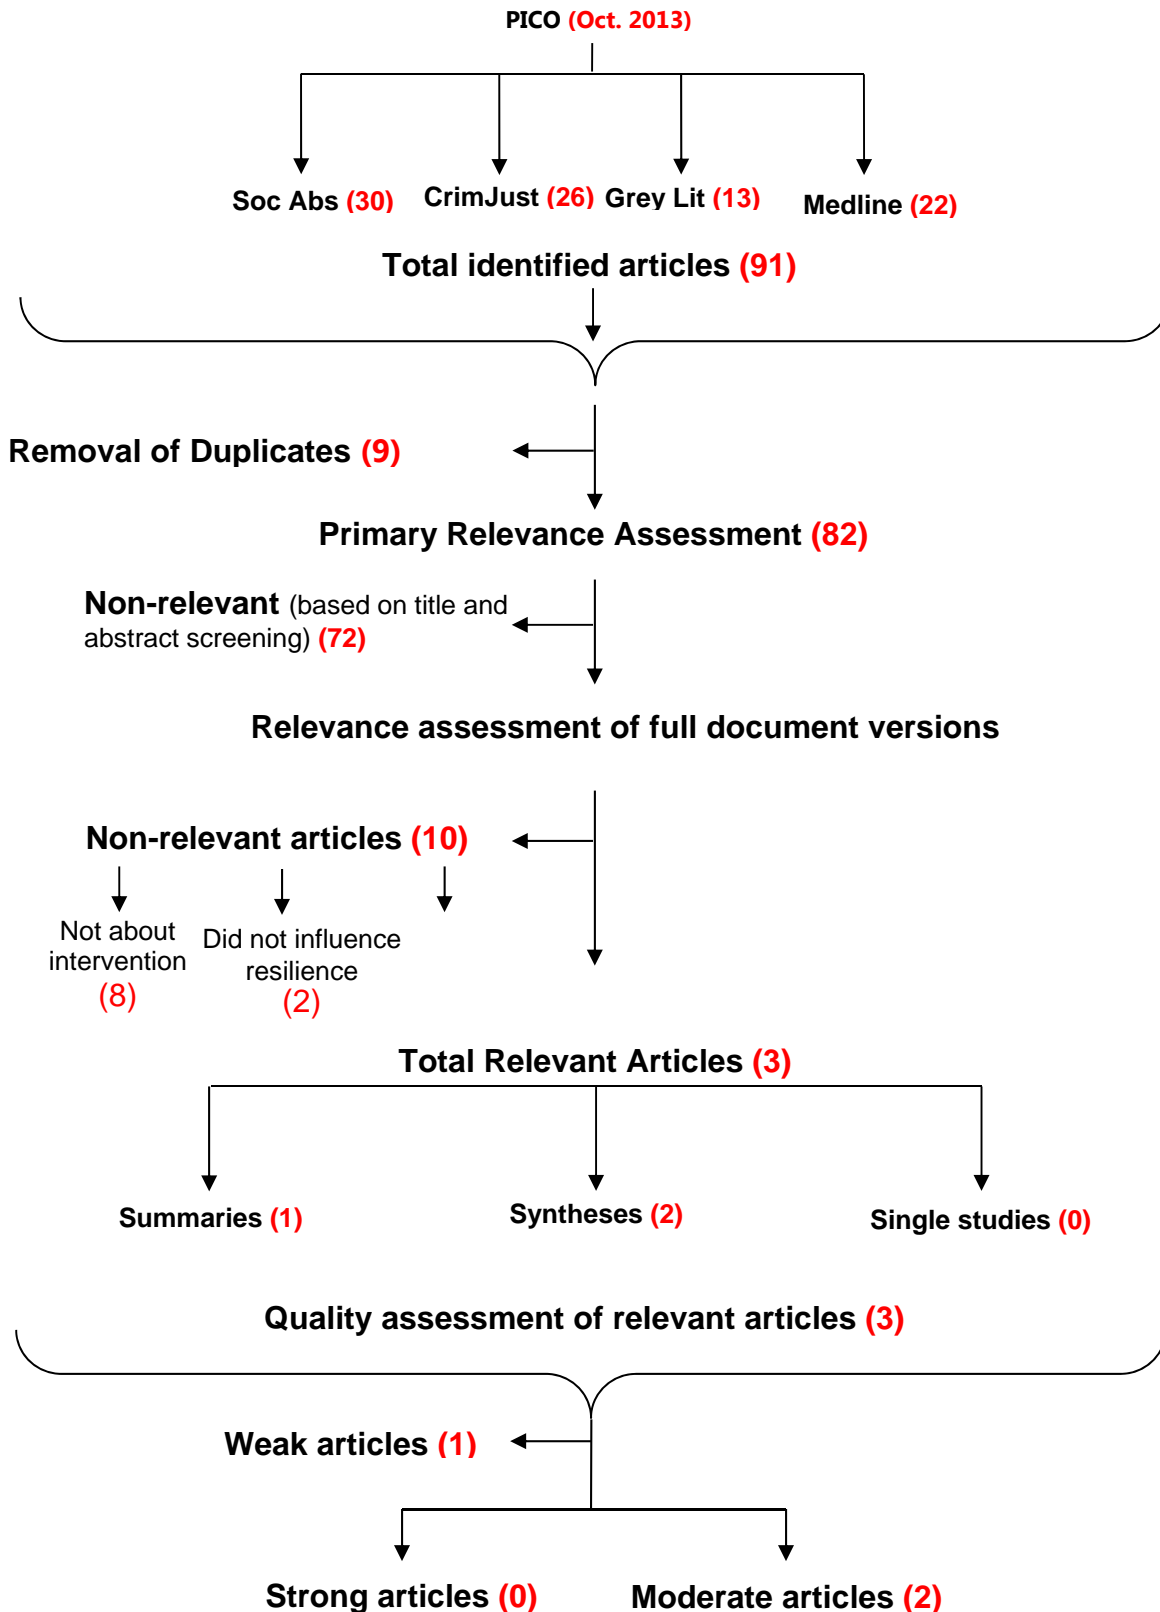 PICO (Oct. 2013)
Soc Abs (30)
CrimJust (26)
Grey Lit (13)
Medline (22)
Total identified articles (91)
Removal of Duplicates (9)
Primary Relevance Assessment (82)
Non-relevant (based on title and
abstract screening) (72)
Relevance assessment of full document versions
Non-relevant articles (10)
Not about
intervention
(8)
Did not influence
resilience
(2)
Total Relevant Articles (3)
Summaries (1)
Syntheses (2)
Single studies (0)
Quality assessment of relevant articles (3)
Weak articles (1)
Strong articles (0)
Moderate articles (2)